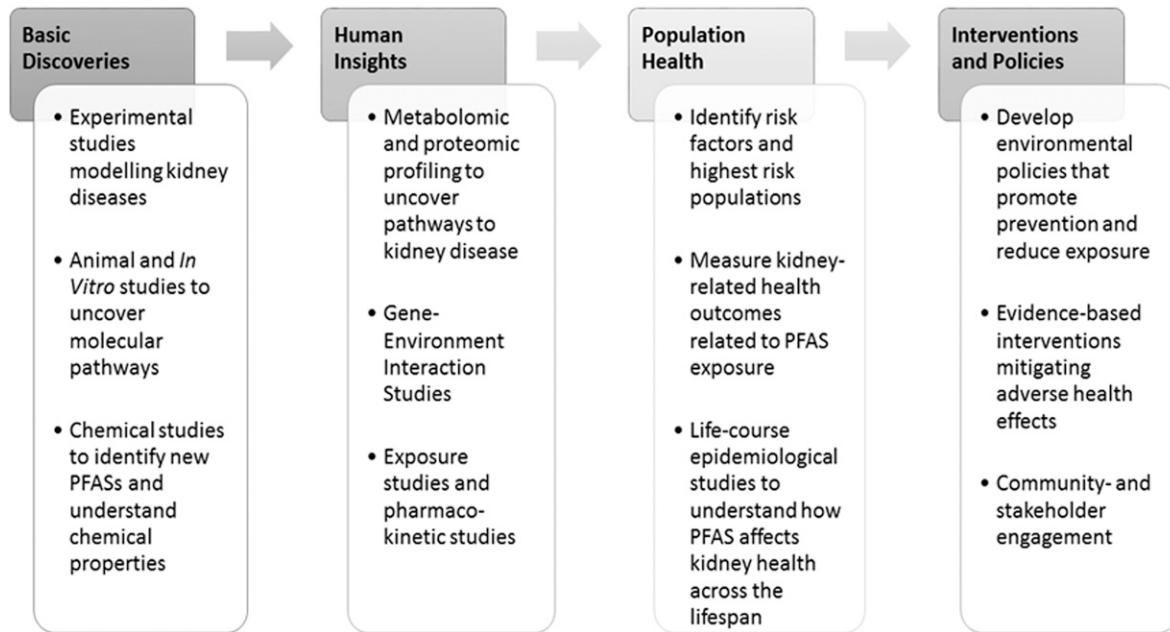 Basic
Discoveries
• Experimental
studies
modelling kidney
diseases
• Animal and In
Vitro studies to
uncover
molecular
pathways
• Chemical studies
to identify new
PFASs and
understand
chemical
properties
Human
Insights
• Metabolomic
and proteomic
profiling to
uncover
pathways to
kidney disease
• Gene-
Environment
Interaction
Studies
• Exposure
studies and
pharmaco-
kinetic studies
Population
Health
• Identify risk
factors and
highest risk
populations
• Measure kidney-
related health
outcomes
related to PFAS
exposure
• Life-course
epidemiological
studies to
understand how
PFAS affects
kidney health
across the
lifespan
Interventions
and Policies
• Develop
environmental
policies that
promote
prevention and
reduce exposure
• Evidence-based
interventions
mitigating
adverse health
effects
• Community- and
stakeholder
engagement